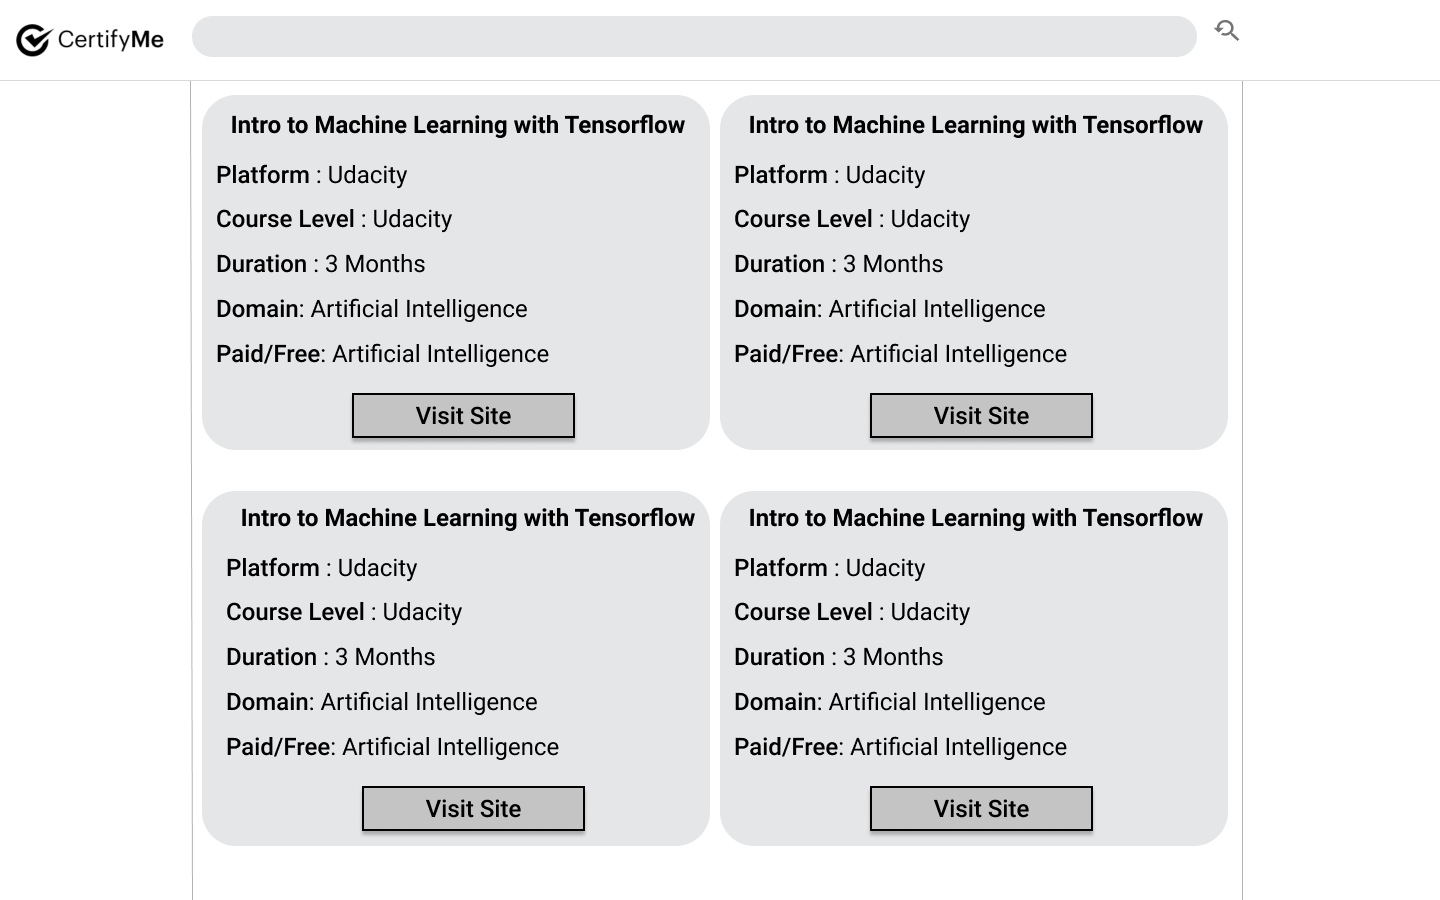 CertifyMe
Intro to Machine Learning with Tensorflow
Platform : Udacity
Course Level : Udacity
Duration : 3 Months
Domain: Artificial Intelligence
Paid/Free: Artificial Intelligence
Visit Site
Intro to Machine Learning with Tensorflow
Platform : Udacity
Course Level : Udacity
Duration : 3 Months
Domain: Artificial Intelligence
Paid/Free: Artificial Intelligence
Visit Site
Intro to Machine Learning with Tensorflow
Platform : Udacity
Course Level : Udacity
Duration : 3 Months
Domain: Artificial Intelligence
Paid/Free: Artificial Intelligence
Visit Site
Intro to Machine Learning with Tensorflow
Platform : Udacity
Course Level : Udacity
Duration : 3 Months
Domain: Artificial Intelligence
Paid/Free: Artificial Intelligence
Visit Site